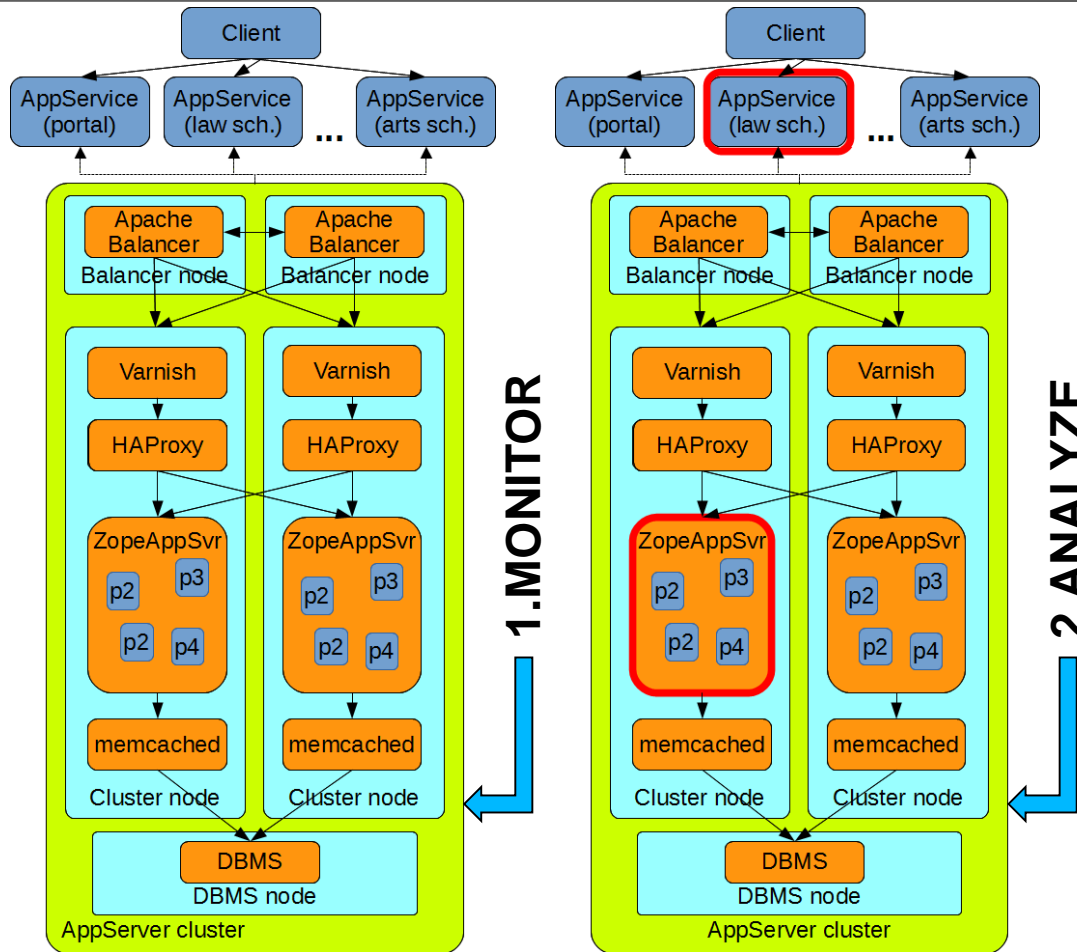 Client
AppService
(portal)
AppService
(law sch.)
...
AppService
(arts sch.)
Apache
Balancer
Balancer node
Apache
Balancer
Balancer node
Varnish
HAProxy
ZopeAppSvr
p2
p3
p2
p4
memcached
Cluster node
Varnish
HAProxy
ZopeAppSvr
p2
p3
p2
p4
memcached
Cluster node
DBMS
DBMS node
AppServer cluster
1.MONITOR
Client
AppService
(portal)
AppService
(law sch.)
...
AppService
(arts sch.)
Apache
Balancer
Balancer node
Apache
Balancer
Balancer node
Varnish
HAProxy
ZopeAppSvr
p2
p3
p2
p4
memcached
Cluster node
Varnish
HAProxy
ZopeAppSvr
p2
p3
p2
p4
memcached
Cluster node
DBMS
DBMS node
AppServer cluster
2.ANALYZE